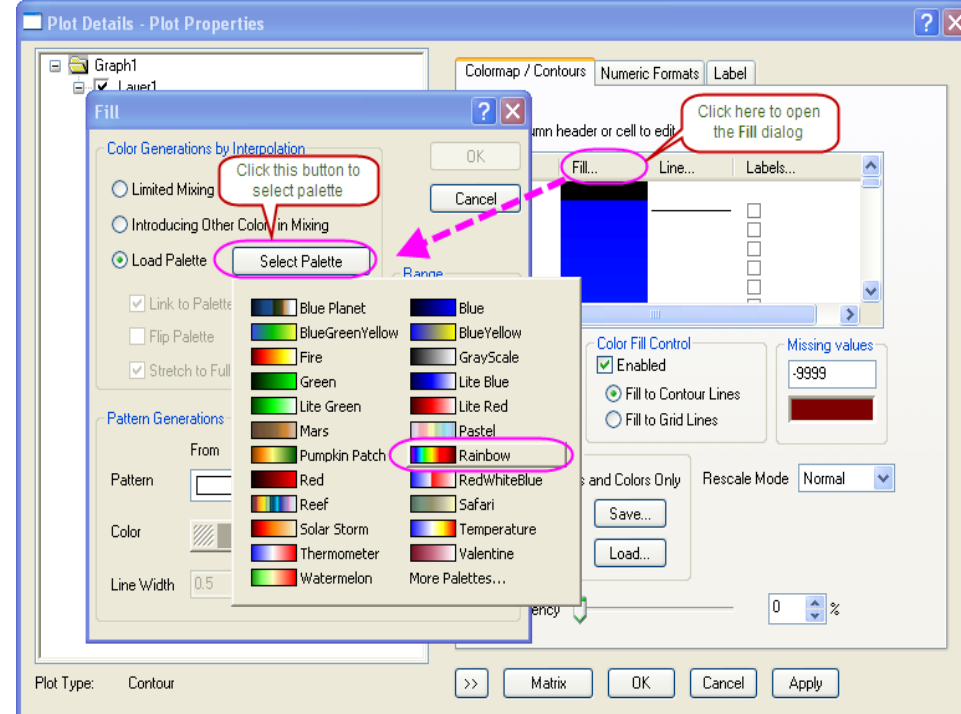 Plot Details - Plot Properties
Graph1
Layer1
Colormap / Contours
Numeric Formats
Label
Click here to open
the Fill dialog
header or cell to edit
Fill...
Line...
Labels...
Fill
OK
Cancel
Color Generations by Interpolation
Click this button to
select palette
Limited Mixing
Introducing Other Colors in Mixing
Load Palette
Select Palette
Range
Link to Palette
Flip Palette
Stretch to Full
Blue Planet
Blue
BlueGreenYellow
BlueYellow
Fire
GrayScale
Green
Lite Blue
Lite Green
Lite Red
Mars
Pastel
Pumpkin Patch
Rainbow
Red
RedWhiteBlue
Reef
Safari
Solar Storm
Temperature
Thermometer
Valentine
Watermelon
More Palettes...
Pattern Generations
From
Pattern
Color
Line Width
0.5
Color Fill Control
Enabled
Fill to Contour Lines
Fill to Grid Lines
Missing values
-9999
and Colors Only
Save...
Load...
Rescale Mode
Normal
0
%
Plot Type:
Contour
>>
Matrix
OK
Cancel
Apply